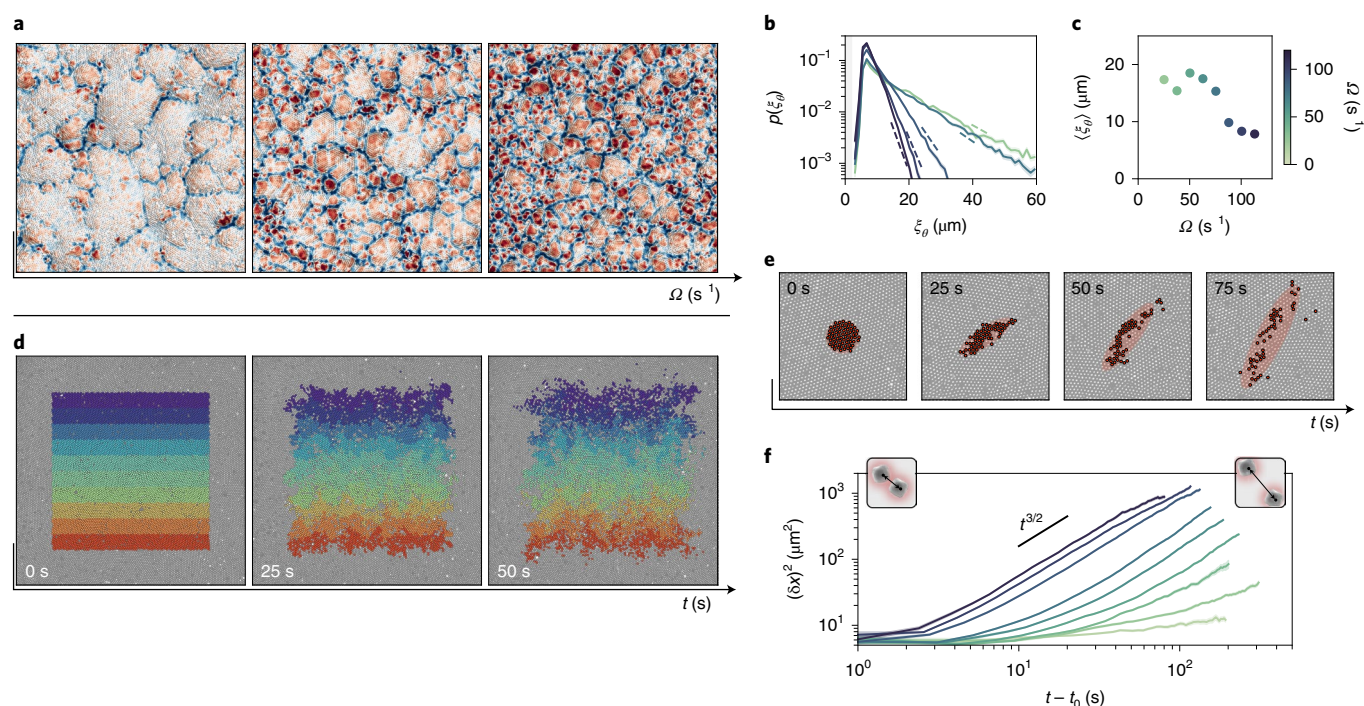 a
Ω (s⁻¹)
b
10⁻¹
10⁻²
10⁻³
p(ξθ)
0 20 40 60
ξθ (μm)
c
20
10
0
⟨ξθ⟩ (μm)
0 50 100
Ω (s⁻¹)
100
50
0
Ω (s⁻¹)
d
0 s
25 s
50 s
t (s)
e
0 s
25 s
50 s
75 s
t (s)
f
t³/²
10³
10²
10¹
(δx)² (μm²)
10⁰ 10¹ 10²
t – t₀ (s)